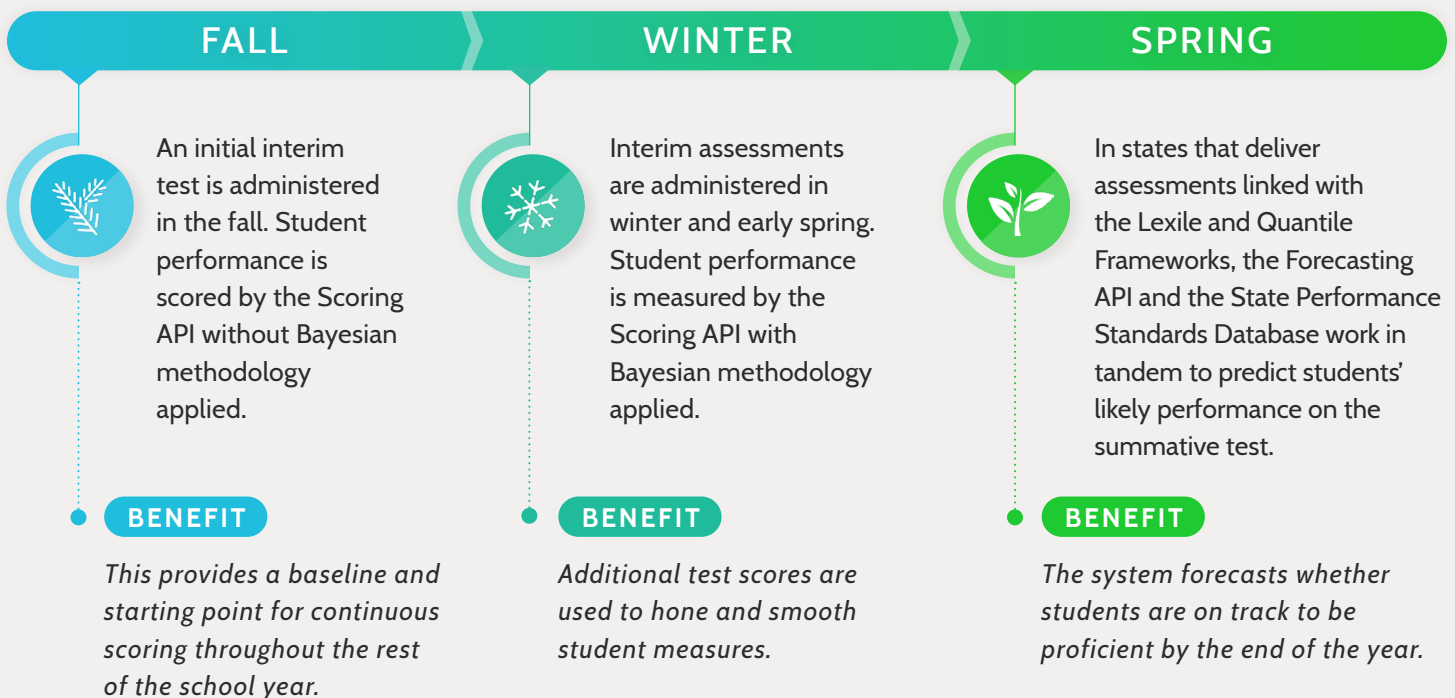 FALL
An initial interim
test is administered
in the fall. Student
performance is
scored by the Scoring
API without Bayesian
methodology
applied.
BENEFIT
This provides a baseline and
starting point for continuous
scoring throughout the rest
of the school year.
WINTER
Interim assessments
are administered in
winter and early spring.
Student performance
is measured by the
Scoring API with
Bayesian methodology
applied.
BENEFIT
Additional test scores are
used to hone and smooth
student measures.
SPRING
In states that deliver
assessments linked with
the Lexile and Quantile
Frameworks, the Forecasting
API and the State Performance
Standards Database work in
tandem to predict students’
likely performance on the
summative test.
BENEFIT
The system forecasts whether
students are on track to be
proficient by the end of the year.